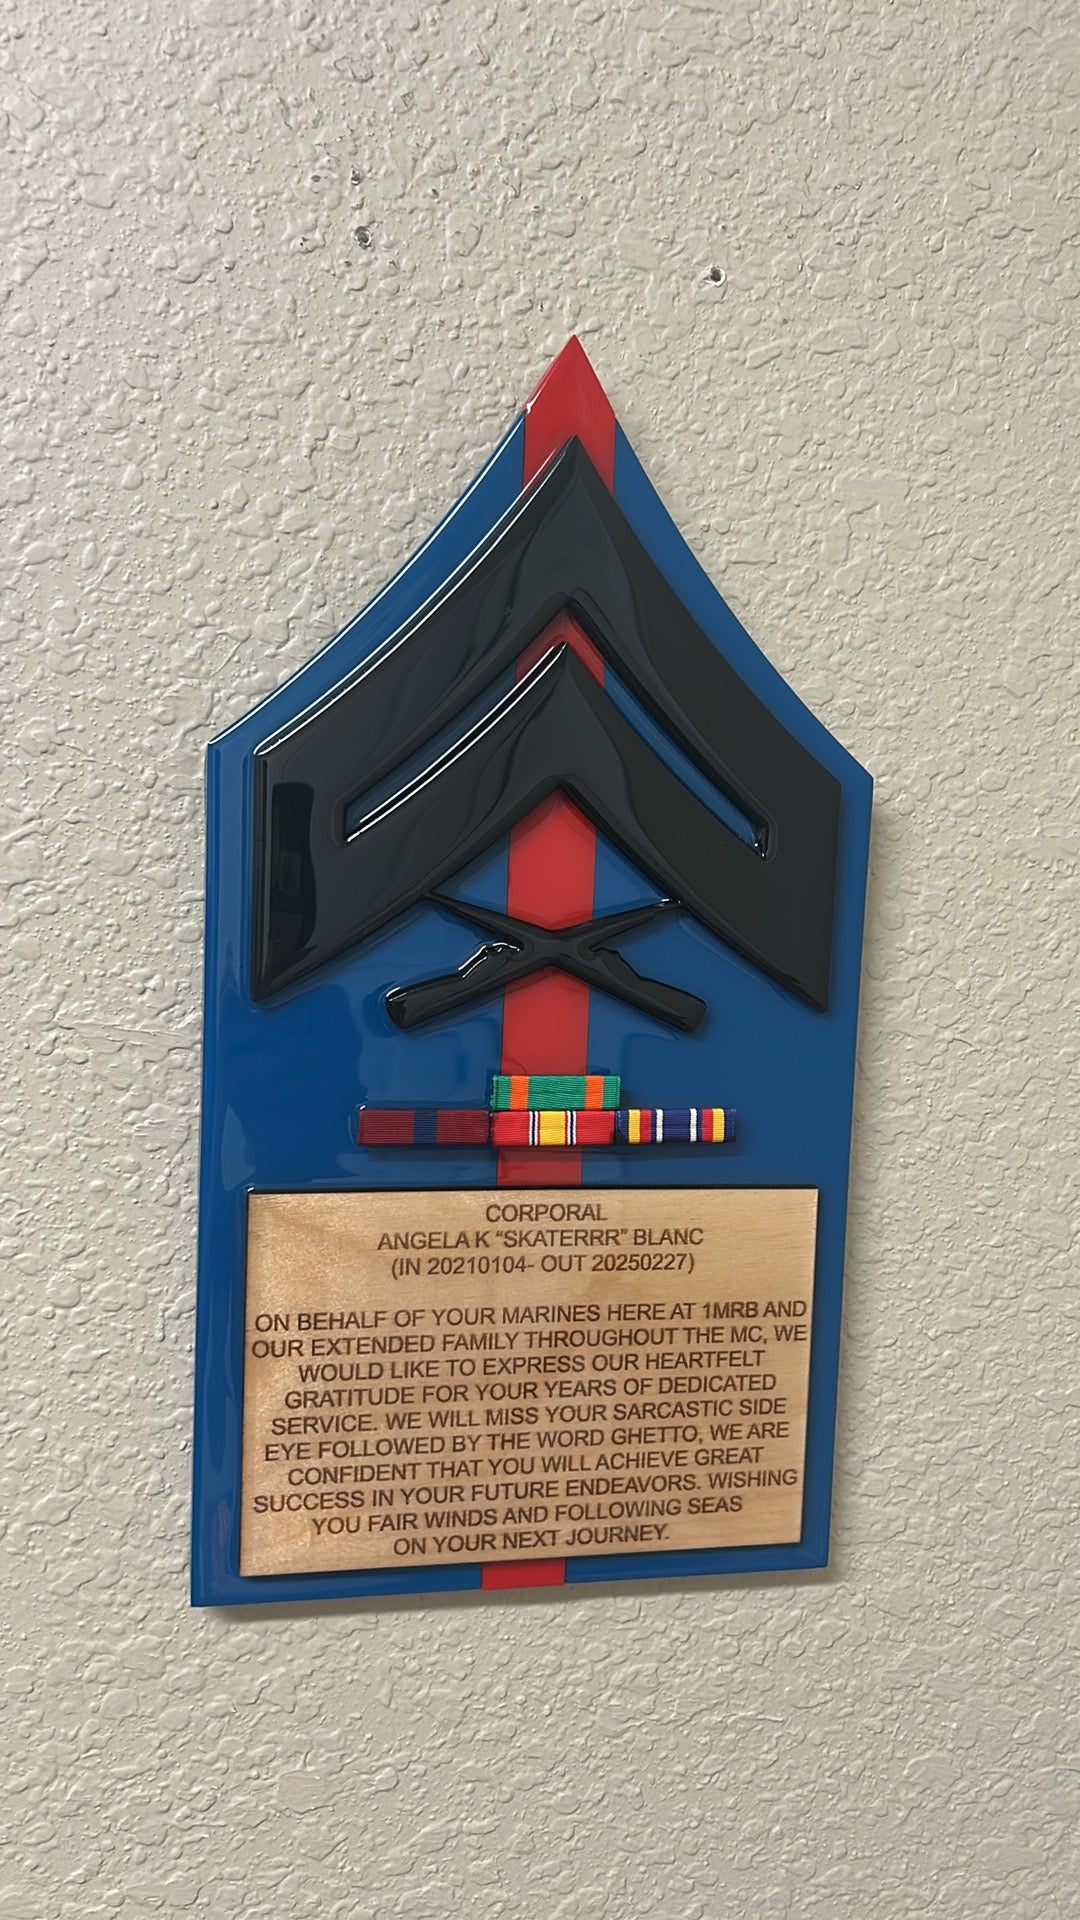 CORPORAL
ANGELA K “SKATERRR” BLANC
(IN 20210104- OUT 20250227)
ON BEHALF OF YOUR MARINES HERE AT 1MRB AND
OUR EXTENDED FAMILY THROUGHOUT THE MC, WE
WOULD LIKE TO EXPRESS OUR HEARTFELT
GRATITUDE FOR YOUR YEARS OF DEDICATED
SERVICE. WE WILL MISS YOUR SARCASTIC SIDE
EYE FOLLOWED BY THE WORD GHETTO, WE ARE
CONFIDENT THAT YOU WILL ACHIEVE GREAT
SUCCESS IN YOUR FUTURE ENDEAVORS. WISHING
YOU FAIR WINDS AND FOLLOWING SEAS
ON YOUR NEXT JOURNEY.